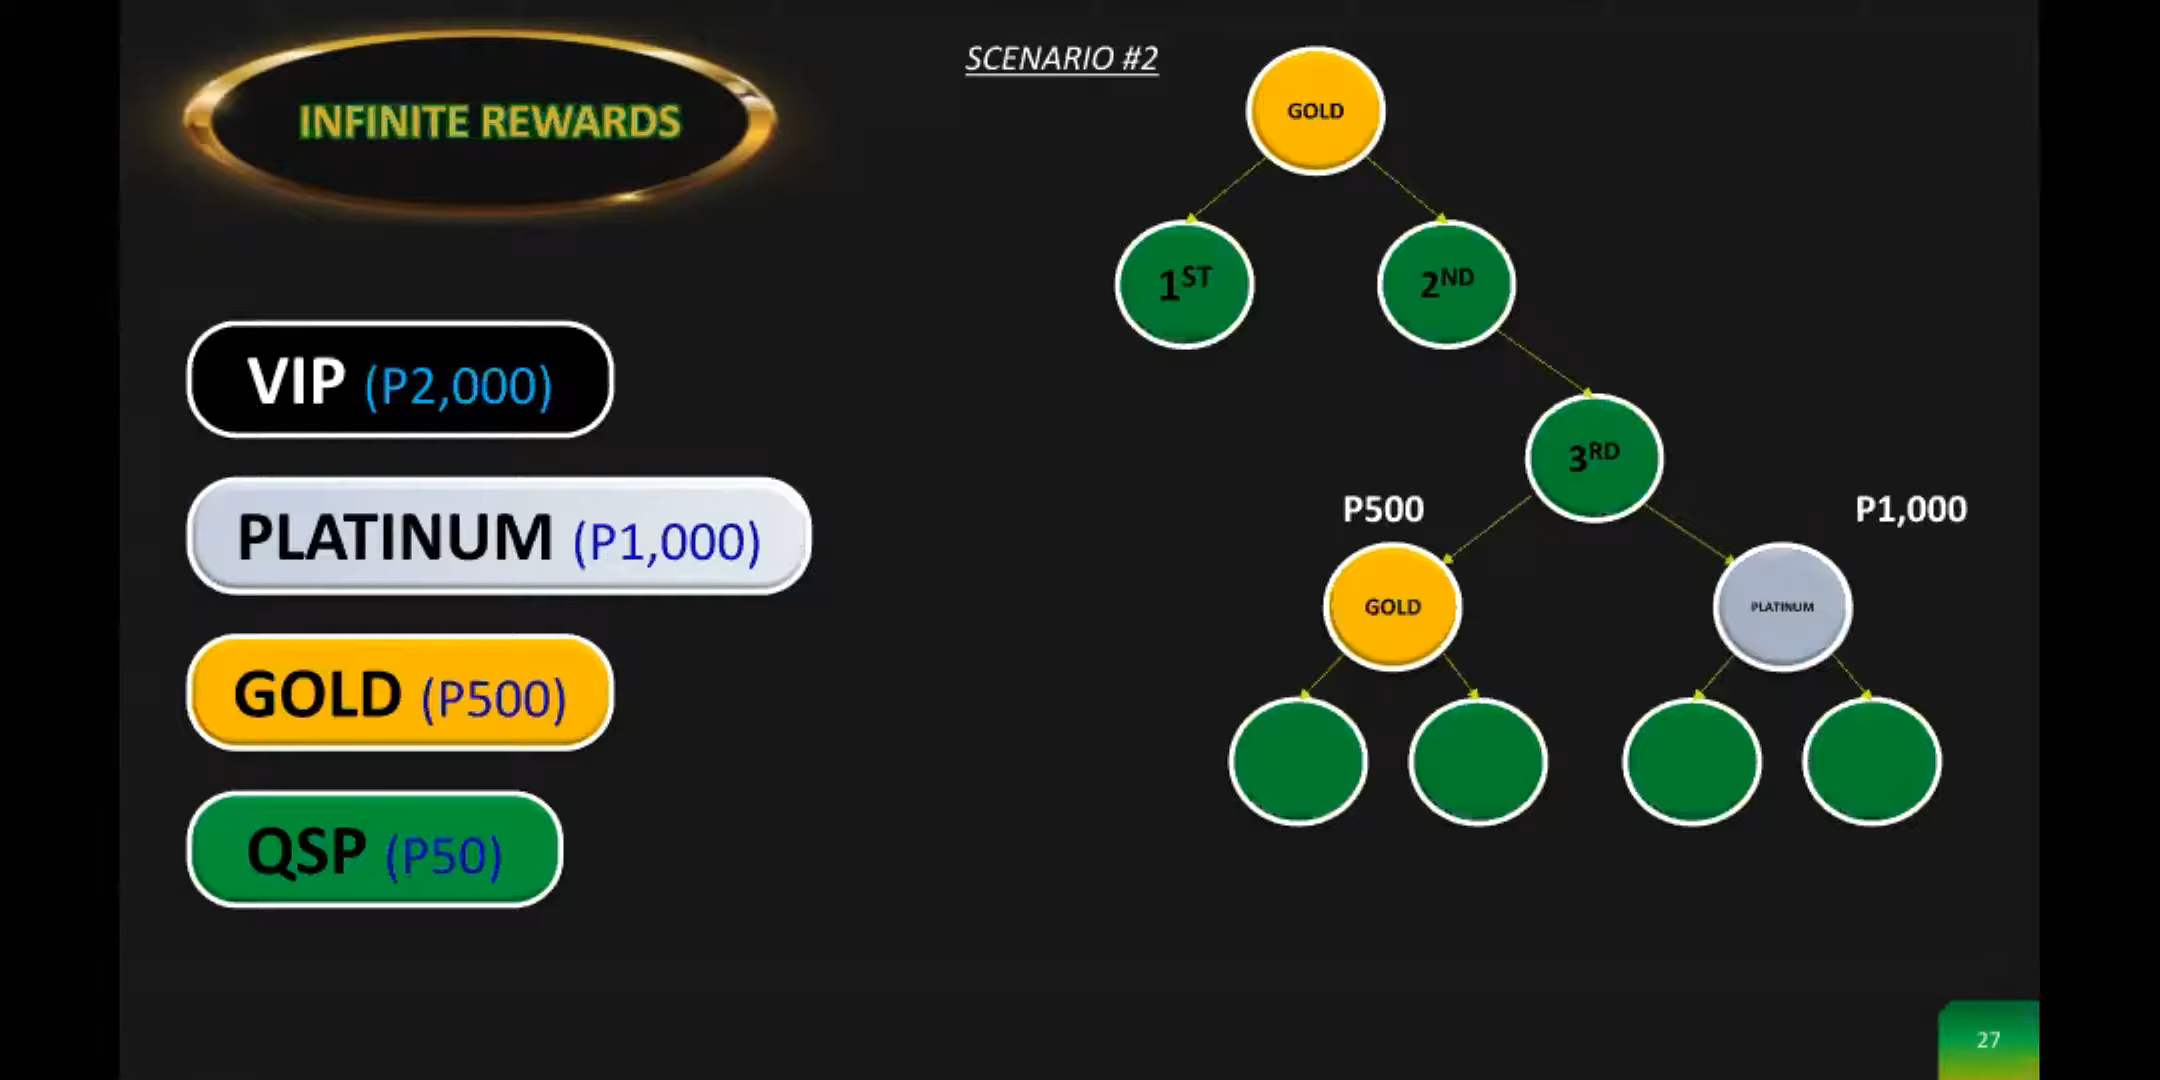 INFINITE REWARDS
SCENARIO #2
GOLD
1ST
2ND
VIP (P2,000)
3RD
P500
P1,000
PLATINUM (P1,000)
GOLD
PLATINUM
GOLD (P500)
QSP (P50)
27